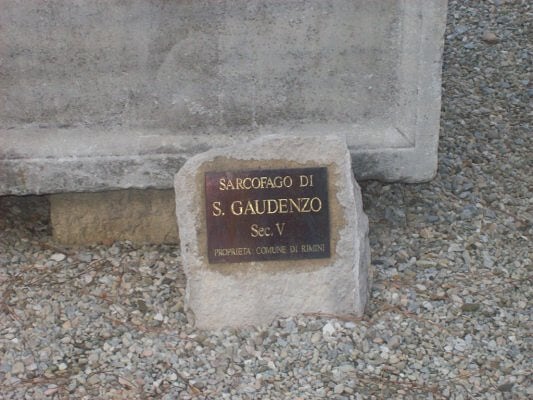 SARCOFAGO DI
S. GAUDENZO
Sec. V
PROPRIETA COMUNE DI RIMINI